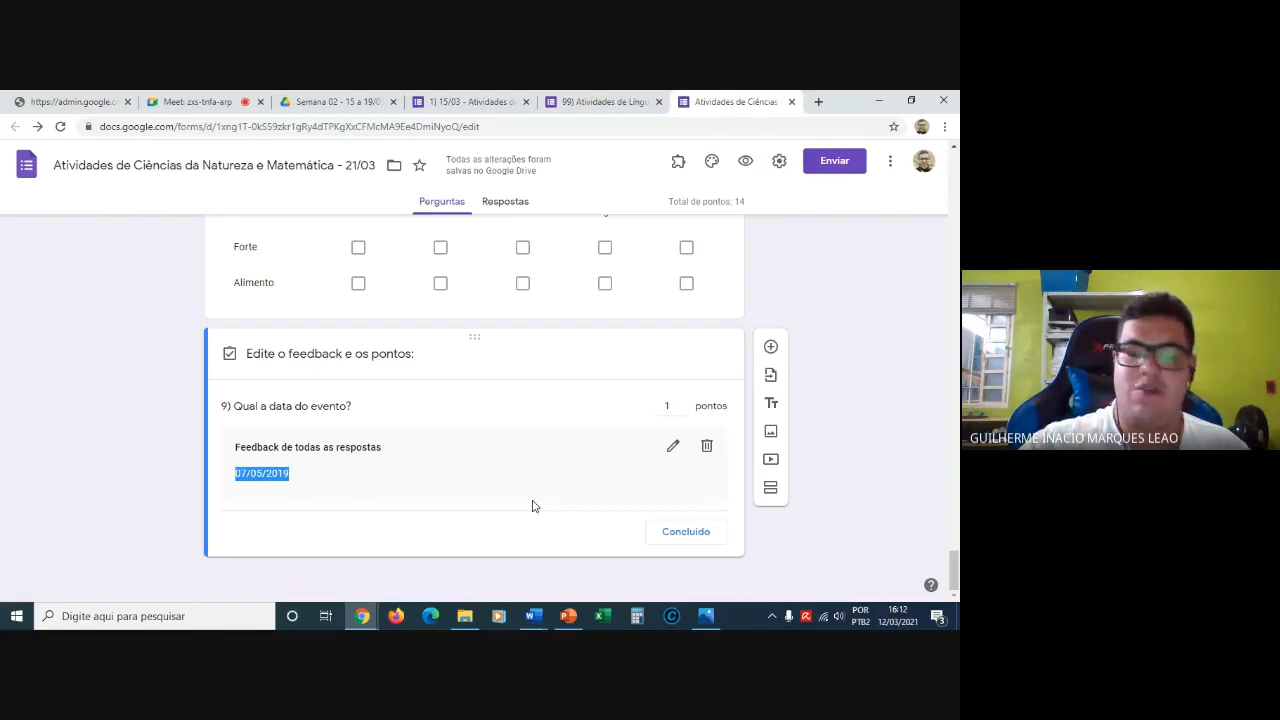 https://admin.google.c
Meet: zxs-tnfa-arp
Semana 02 - 15 a 19/03
1) 15/03 - Atividades d
99) Atividades de Língu
Atividades de Ciências
docs.google.com/forms/d/1xng1T-0kS59zkr1gRy4dTPKgXxCFMcMA9Ee4DmiNyoQ/edit
Atividades de Ciências da Natureza e Matemática - 21/03
Todas as alterações foram
salvas no Google Drive
Enviar
Perguntas
Respostas
Total de pontos: 14
Forte
Alimento
Edite o feedback e os pontos:
9) Qual a data do evento?
1 pontos
Feedback de todas as respostas
07/05/2019
Concluído
GUILHERME INACIO MARQUES LEAO
Digite aqui para pesquisar
POR
PTB2
16:12
12/03/2021
3